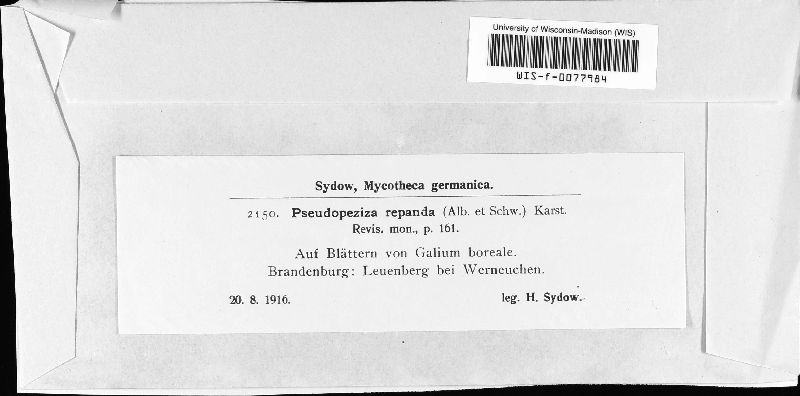 University of Wisconsin-Madison (WIS)
WIS-f-0077984
Sydow, Mycotheca germanica.
2150. Pseudopeziza repanda (Alb. et Schw.) Karst.
Revis. mon., p. 161.
Auf Blättern von Galium boreale.
Brandenburg: Leuenberg bei Werneuchen.
20. 8. 1916. leg. H. Sydow.